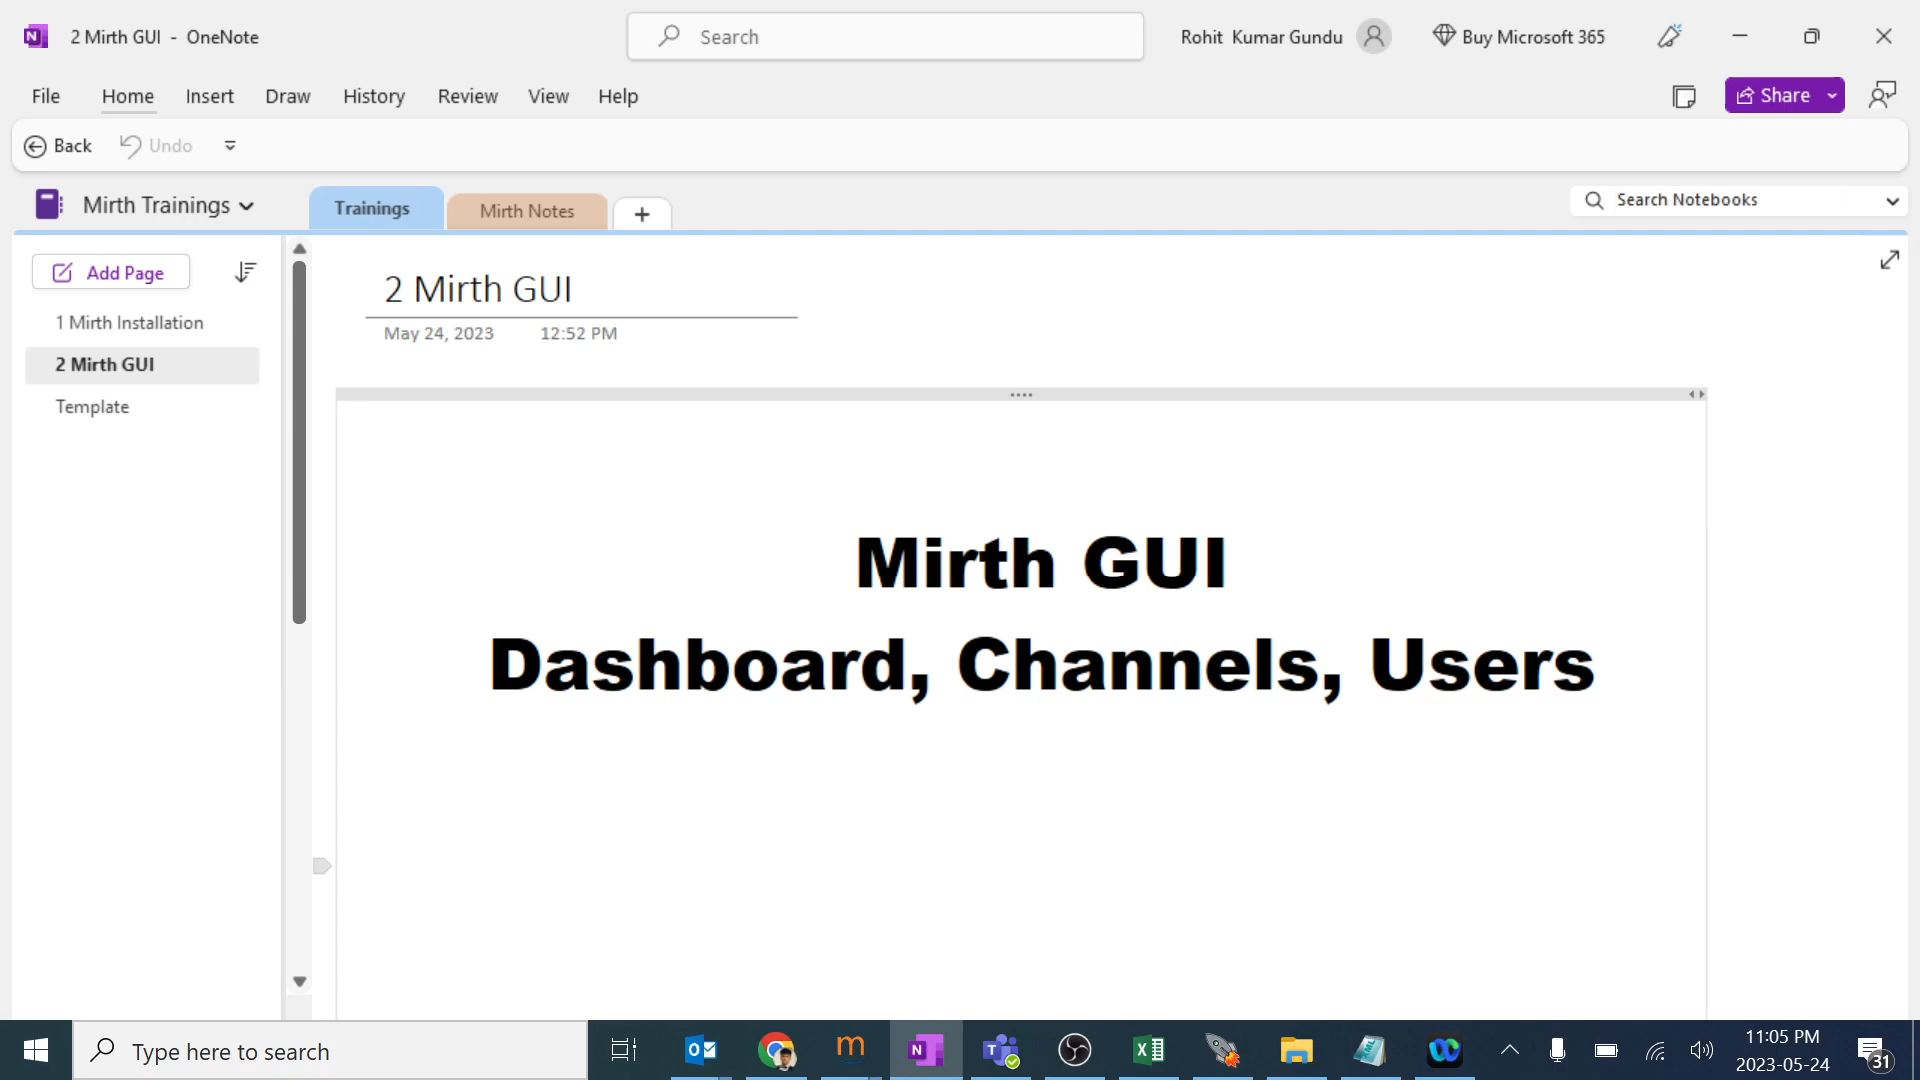 2 Mirth GUI - OneNote
Search
Rohit Kumar Gundu
Buy Microsoft 365
File
Home
Insert
Draw
History
Review
View
Help
Share
Back
Undo
Mirth Trainings
Trainings
Mirth Notes
+
Search Notebooks
Add Page
1 Mirth Installation
2 Mirth GUI
Template
2 Mirth GUI
May 24, 2023 12:52 PM
Mirth GUI
Dashboard, Channels, Users
Type here to search
11:05 PM
2023-05-24
31